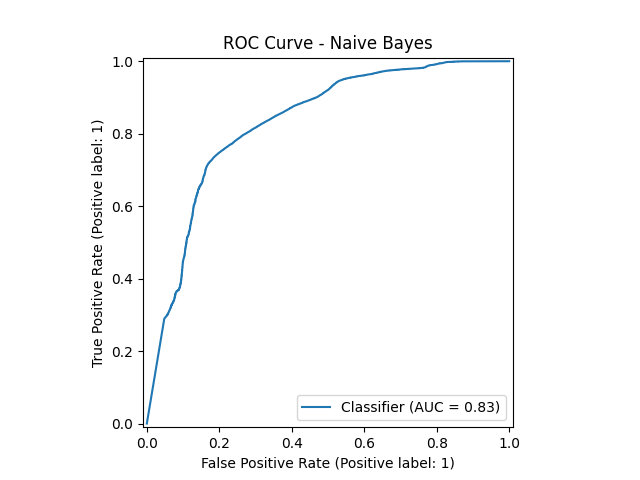 ROC Curve - Naive Bayes
1.0
0.8
0.6
0.4
0.2
0.0
True Positive Rate (Positive label: 1)
Classifier (AUC = 0.83)
0.0 0.2 0.4 0.6 0.8 1.0
False Positive Rate (Positive label: 1)